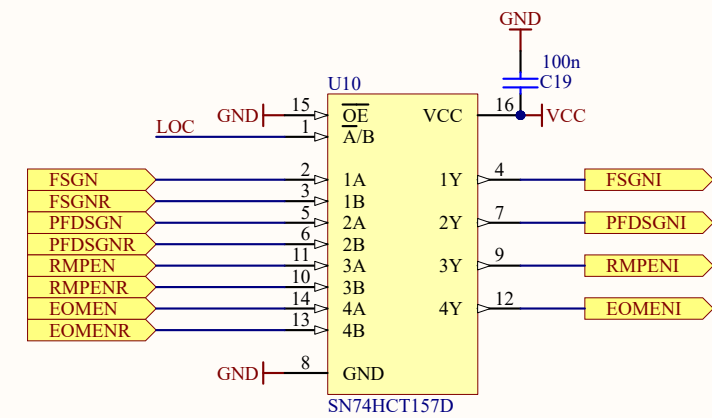 GND
100n
C19
U10
GND 15 OE VCC 16 VCC
LOC 1 A/B
FSGN 2 1A 1Y 4 FSGNI
FSGNR 3 1B
PFDSGN 5 2A 2Y 7 PFDSGNI
PFDSGNR 6 2B
RMPEN 11 3A 3Y 9 RMPENI
RMPENR 10 3B
EOMEN 14 4A 4Y 12 EOMENI
EOMENR 13 4B
GND 8 GND
SN74HCT157D